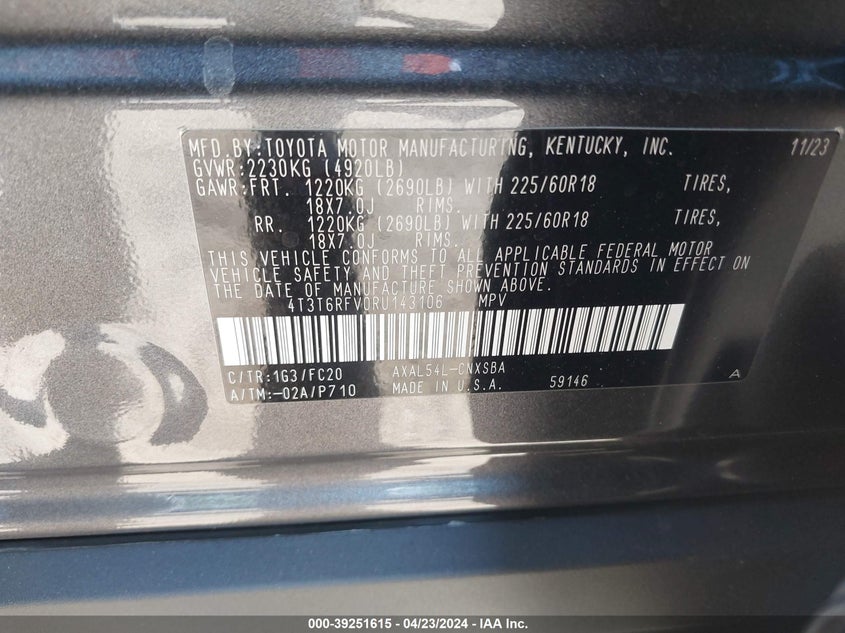 MFD.BY:TOYOTA MOTOR MANUFACTURING, KENTUCKY, INC. 11/23
GVWR:2230KG (4920LB)
GAWR:FRT. 1220KG (2690LB) WITH 225/60R18 TIRES,
18X7.0J RIMS.
RR. 1220KG (2690LB) WITH 225/60R18 TIRES,
18X7.0J RIMS.
THIS VEHICLE CONFORMS TO ALL APPLICABLE FEDERAL MOTOR
VEHICLE SAFETY AND THEFT PREVENTION STANDARDS IN EFFECT ON
THE DATE OF MANUFACTURE SHOWN ABOVE.
4T3T6RFV0RU143106 MPV
C/TR:1G3/FC20 AXAL54L-CNXSBA
A/TM:-02A/P710 MADE IN U.S.A. 59146 A
000-39251615 - 04/23/2024 - IAA Inc.